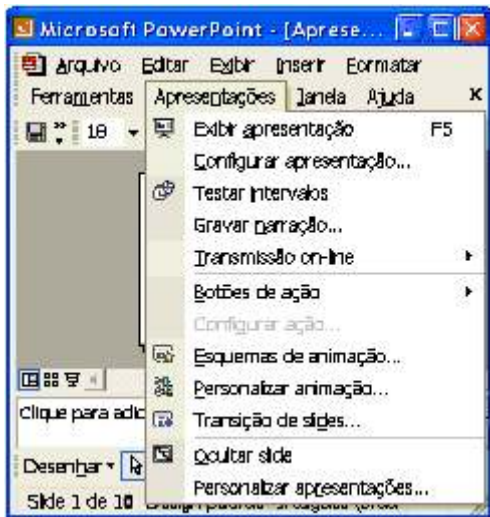 Microsoft PowerPoint - [Aprese...
Arquivo Editar Exibir Inserir Formatar
Ferramentas Apresentações Janela Ajuda x
18
Exibir apresentação F5
Configurar apresentação...
Testar intervalos
Gravar narração...
Transmissão on-line
Botões de ação
Configurar ação...
Esquemas de animação...
Personalizar animação...
Clique para adic
Transição de slides...
Desenhar
Ocultar slide
Personalizar apresentações...
Slide 1 de 10